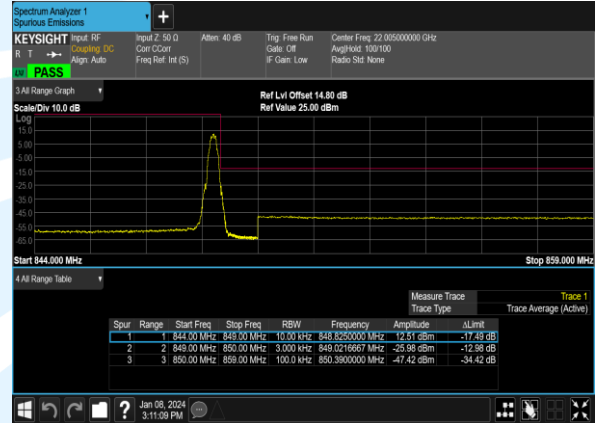 Spectrum Analyzer 1
Spurious Emissions
+
KEYSIGHT Input: RF Input Z: 50 Ω Atten: 40 dB Trig: Free Run Center Freq: 22.005000000 GHz
R T Coupling: DC Corr CCorr Gate: Off Avg|Hold: 100/100
Align: Auto Freq Ref: Int (S) IF Gain: Low Radio Std: None
PASS
3 All Range Graph
Ref Lvl Offset 14.80 dB
Scale/Div 10.0 dB Ref Value 25.00 dBm
Log
15.0
5.00
-5.00
-15.0
-25.0
-35.0
-45.0
-55.0
-65.0
Start 844.000 MHz Stop 859.000 MHz
4 All Range Table
Measure Trace Trace 1
Trace Type Trace Average (Active)
Spur Range Start Freq Stop Freq RBW Frequency Amplitude ΔLimit
1 1 844.00 MHz 849.00 MHz 10.00 kHz 848.8250000 MHz 12.51 dBm -17.49 dB
2 2 849.00 MHz 850.00 MHz 3.000 kHz 849.0216667 MHz -25.98 dBm -12.98 dB
3 3 850.00 MHz 859.00 MHz 100.0 kHz 850.3900000 MHz -47.42 dBm -34.42 dB
? Jan 08, 2024
3:11:09 PM